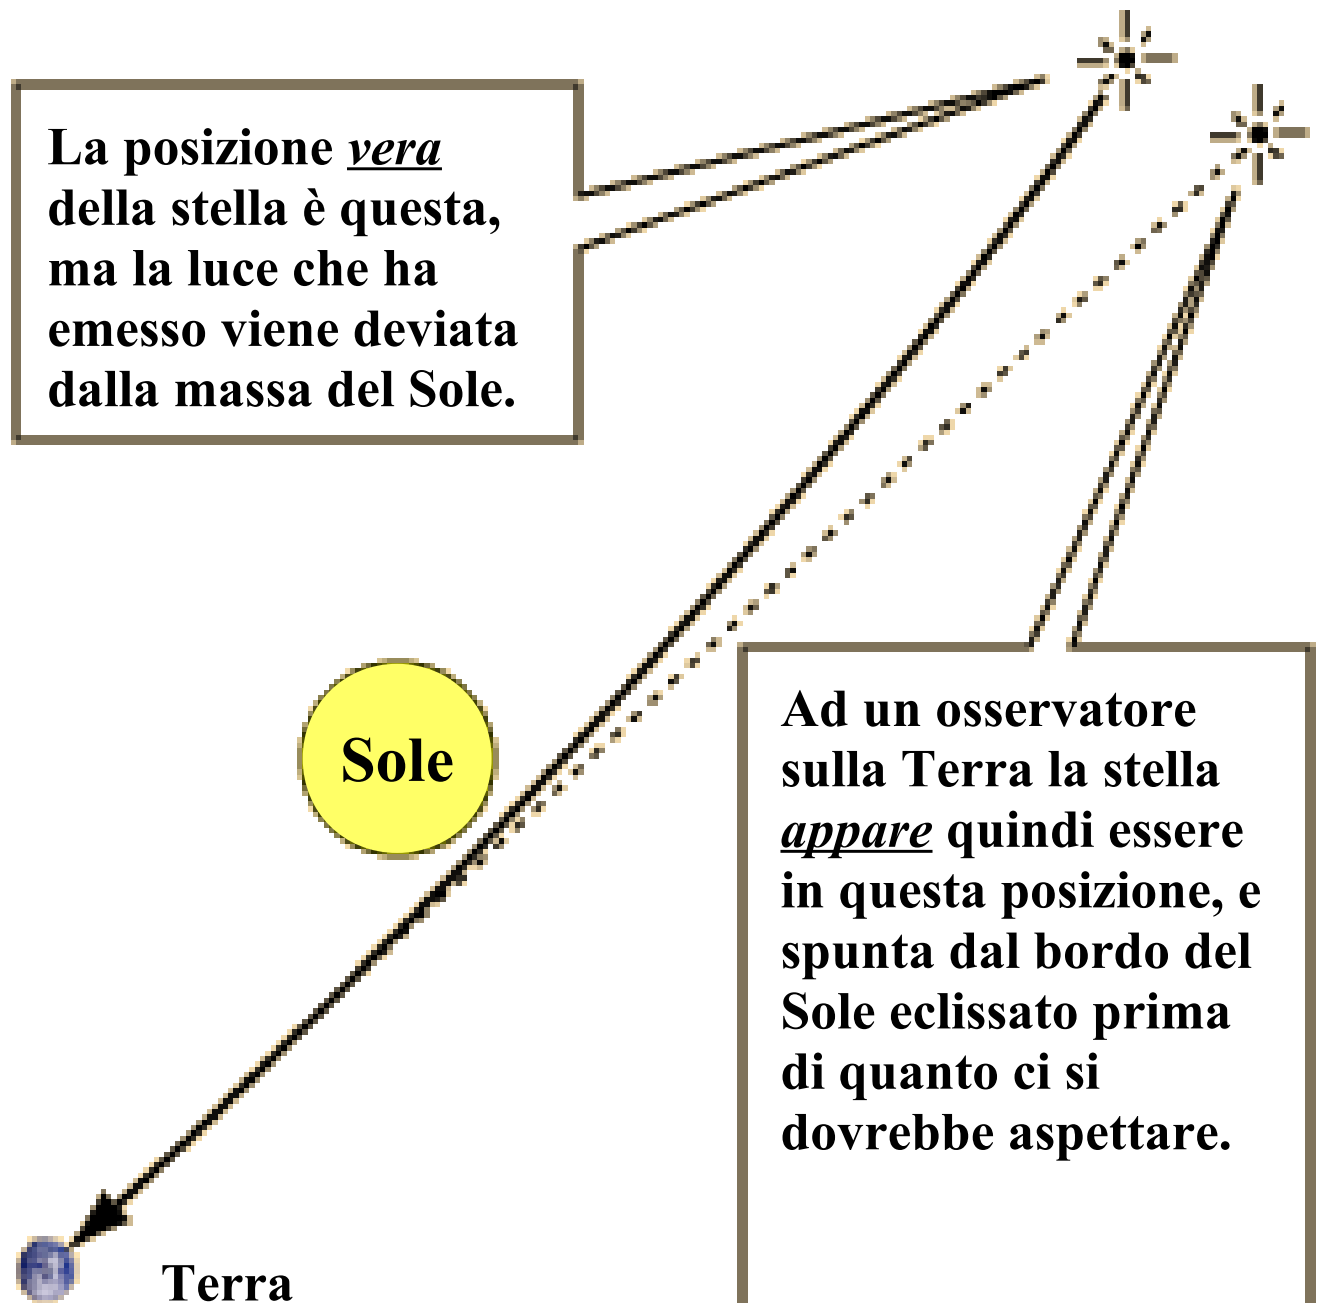 La posizione vera
della stella è questa,
ma la luce che ha
emesso viene deviata
dalla massa del Sole.
Sole
Ad un osservatore
sulla Terra la stella
appare quindi essere
in questa posizione, e
spunta dal bordo del
Sole eclissato prima
di quanto ci si
dovrebbe aspettare.
Terra